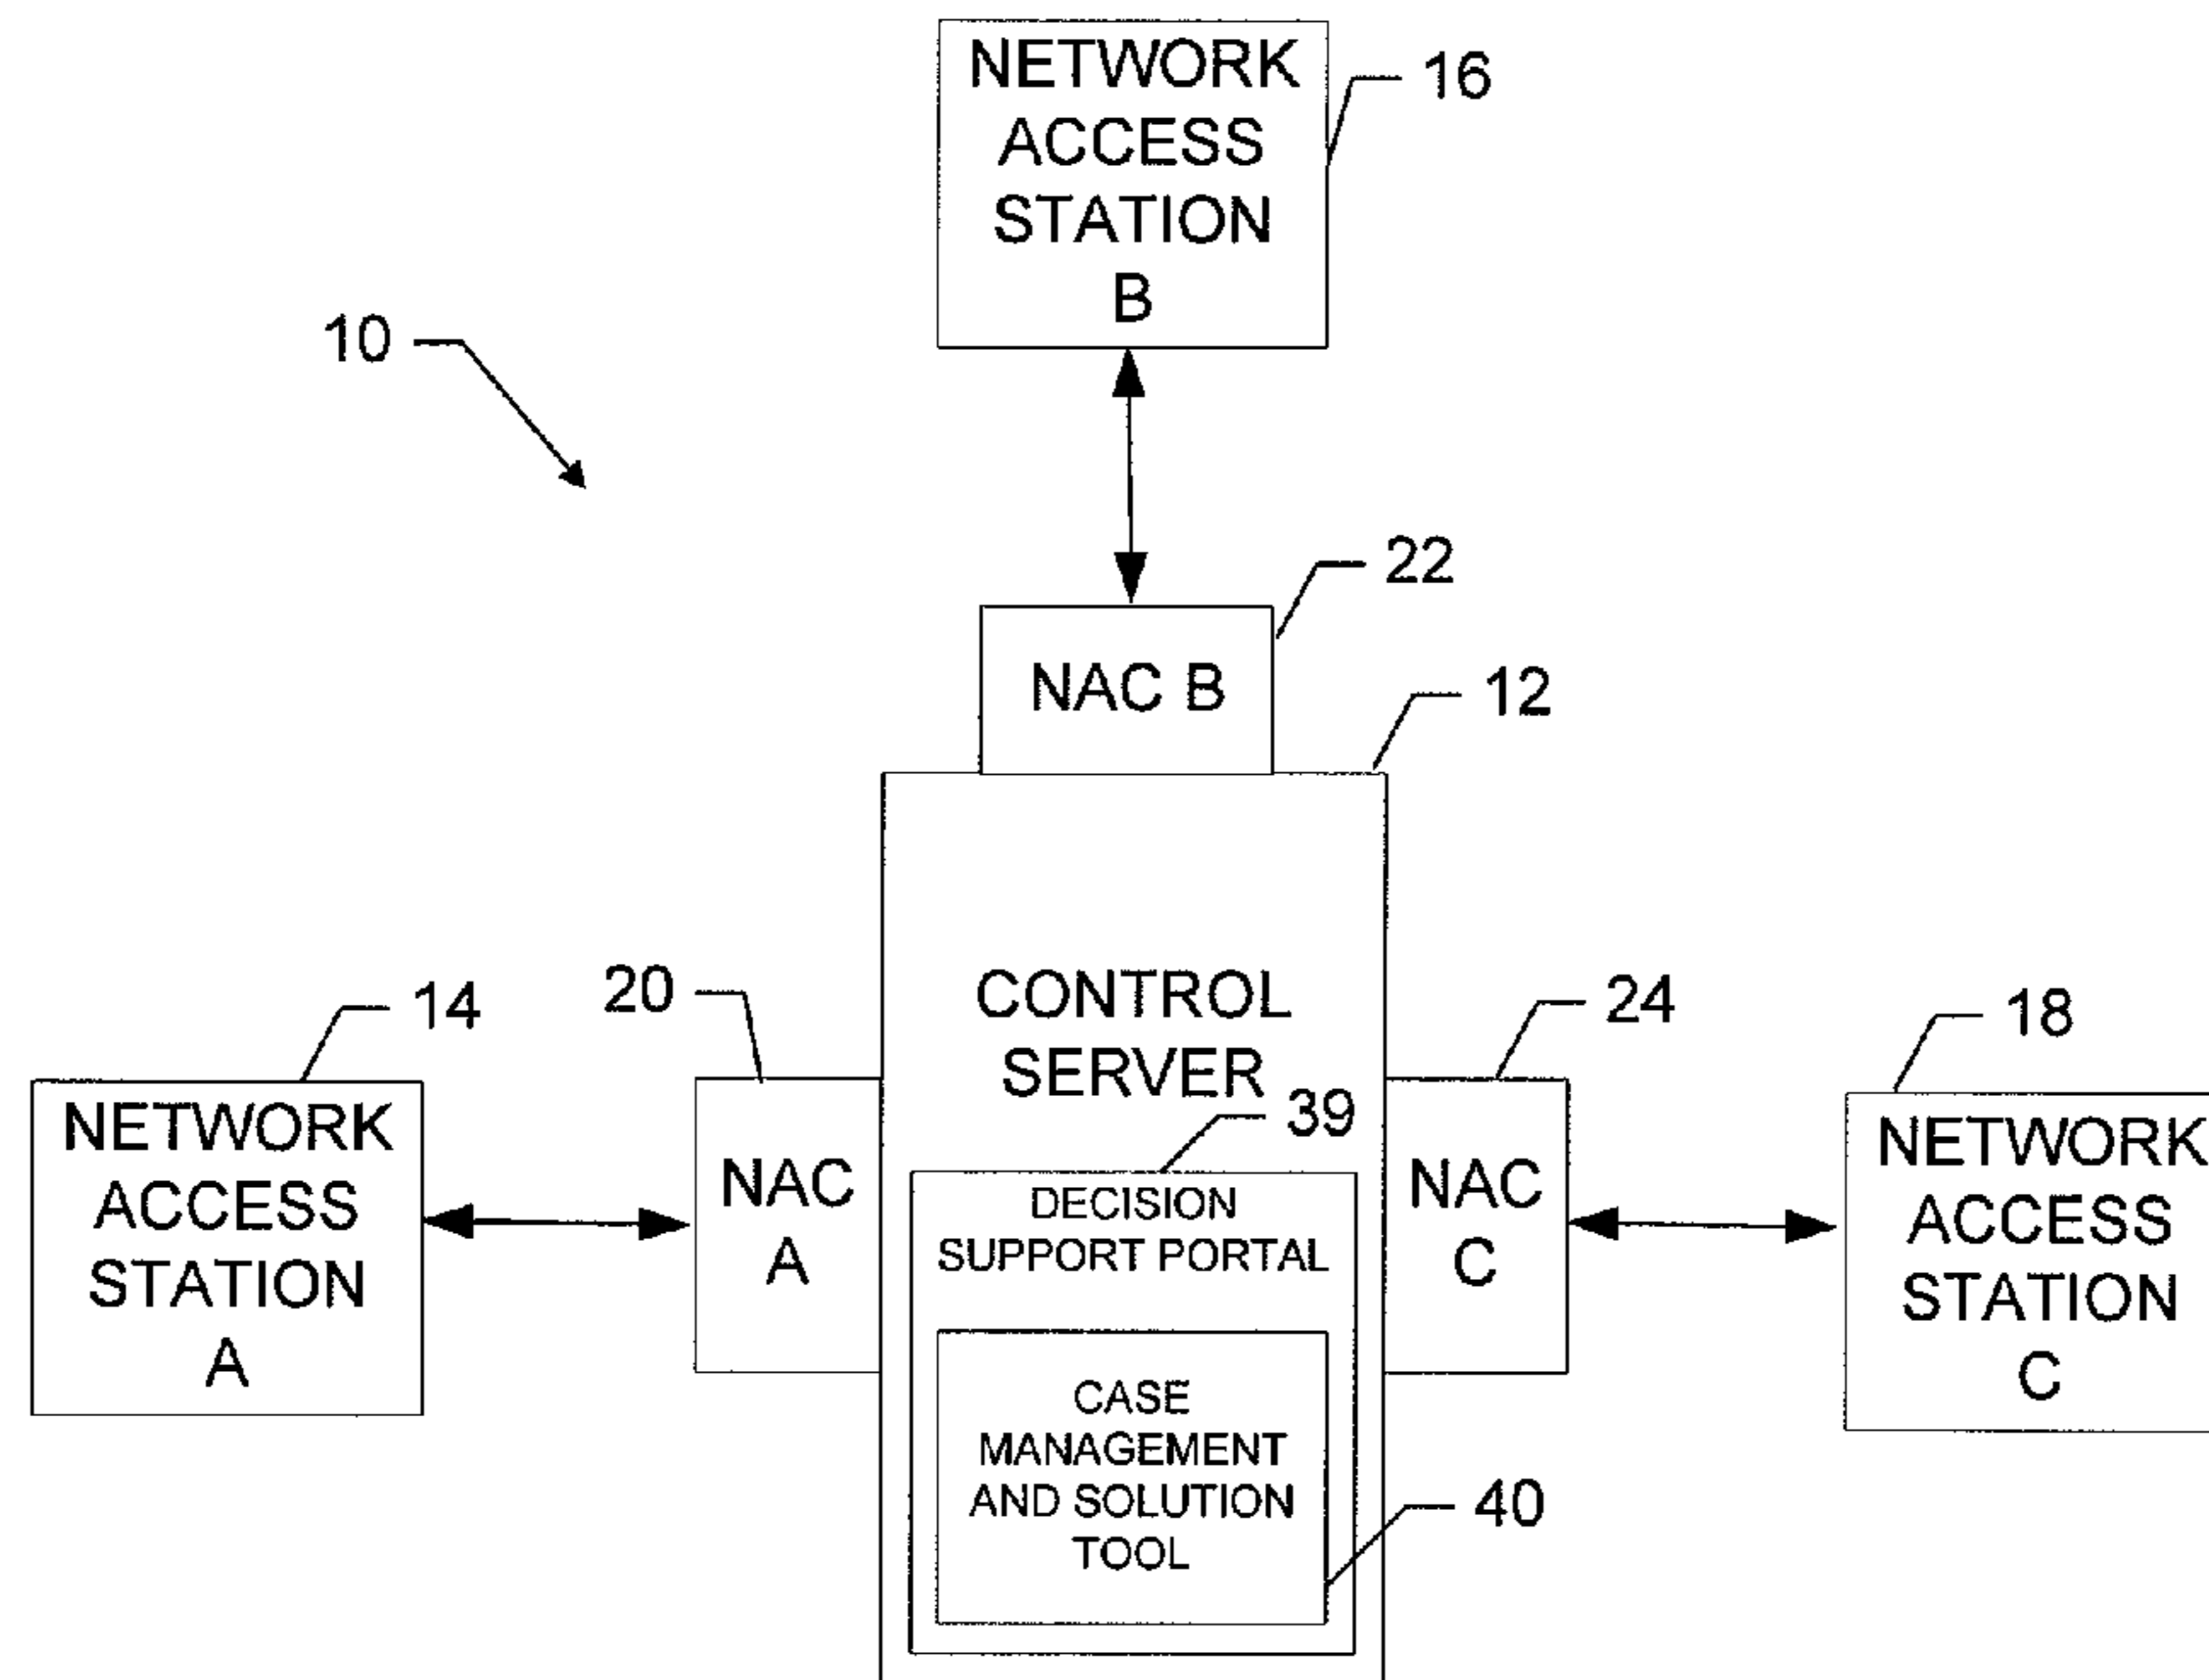 NETWORK
ACCESS
STATION
B
16
10
22
NAC B
12
CONTROL
SERVER
14
20
24
18
NETWORK
ACCESS
STATION
A
NAC
A
39
DECISION
SUPPORT PORTAL
NAC
C
NETWORK
ACCESS
STATION
C
CASE
MANAGEMENT
AND SOLUTION
TOOL
40